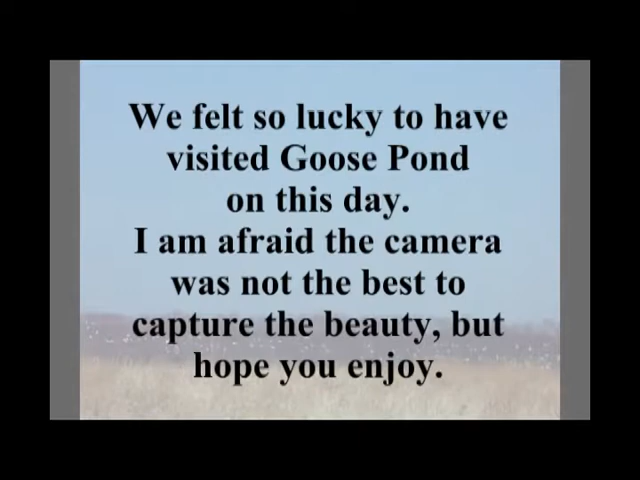 We felt so lucky to have
visited Goose Pond
on this day.
I am afraid the camera
was not the best to
capture the beauty, but
hope you enjoy.